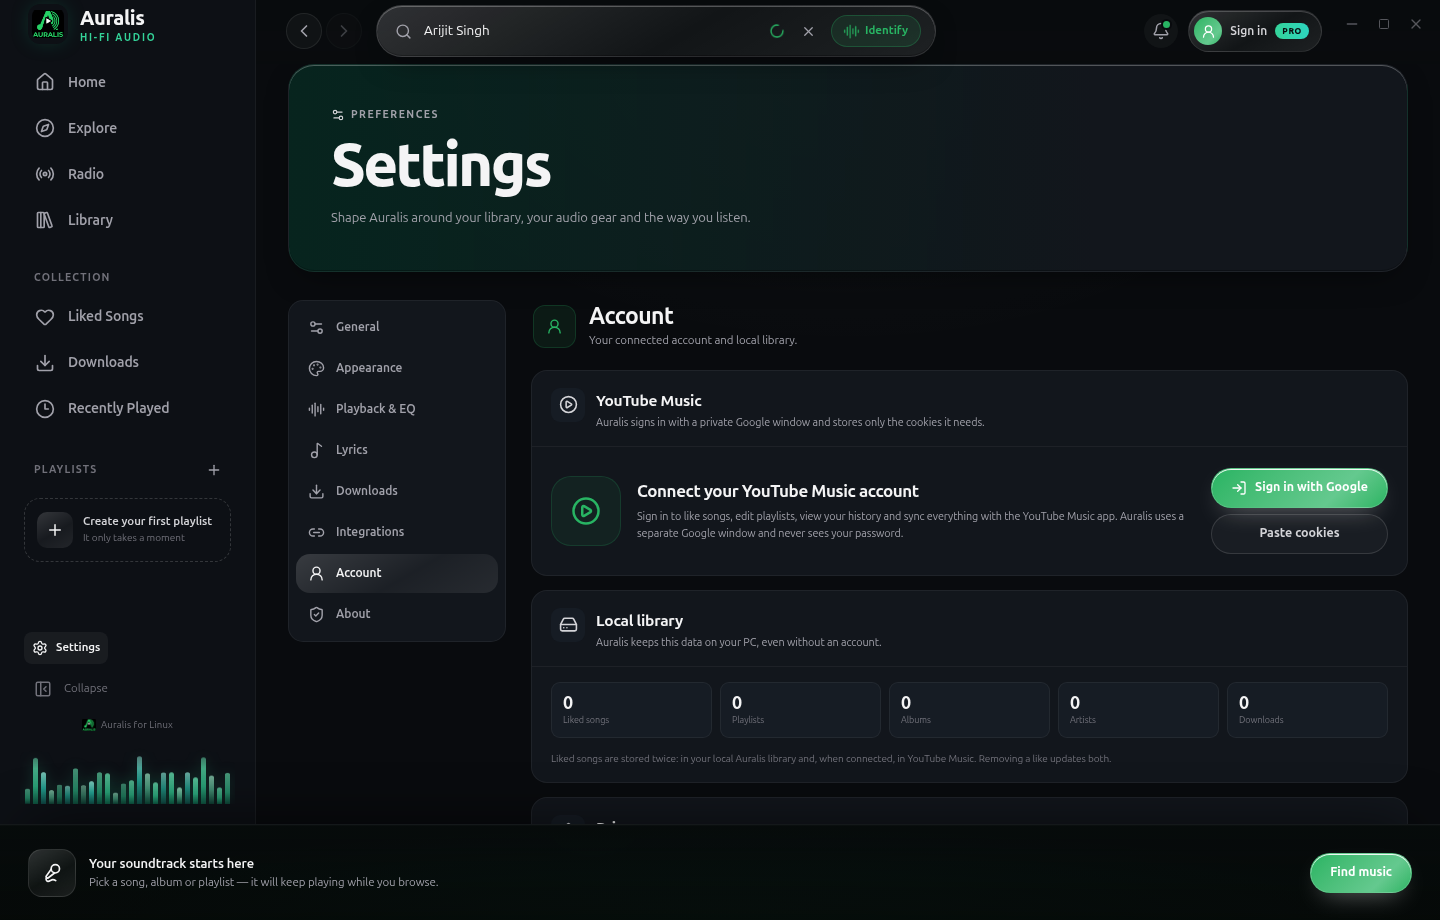 Auralis
HI-FI AUDIO
AURALIS
Home
Explore
Radio
Library
COLLECTION
Liked Songs
Downloads
Recently Played
PLAYLISTS
Create your first playlist
It only takes a moment
Settings
Collapse
Auralis for Linux
Arijit Singh
Identify
Sign in
PRO
PREFERENCES
Settings
Shape Auralis around your library, your audio gear and the way you listen.
General
Appearance
Playback & EQ
Lyrics
Downloads
Integrations
Account
About
Account
Your connected account and local library.
YouTube Music
Auralis signs in with a private Google window and stores only the cookies it needs.
Connect your YouTube Music account
Sign in to like songs, edit playlists, view your history and sync everything with the YouTube Music app. Auralis uses a
separate Google window and never sees your password.
Sign in with Google
Paste cookies
Local library
Auralis keeps this data on your PC, even without an account.
0
Liked songs
0
Playlists
0
Albums
0
Artists
0
Downloads
Liked songs are stored twice: in your local Auralis library and, when connected, in YouTube Music. Removing a like updates both.
Your soundtrack starts here
Pick a song, album or playlist — it will keep playing while you browse.
Find music